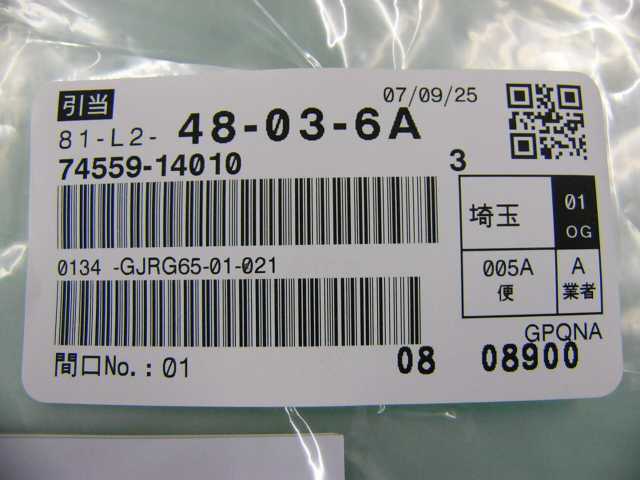 引当
07/09/25
81-L2- 48-03-6A
74559-14010
3
埼玉
01
OG
0134 -GJRG65-01-021
005A
便
A
業者
GPQNA
間口No.: 01
08 08900